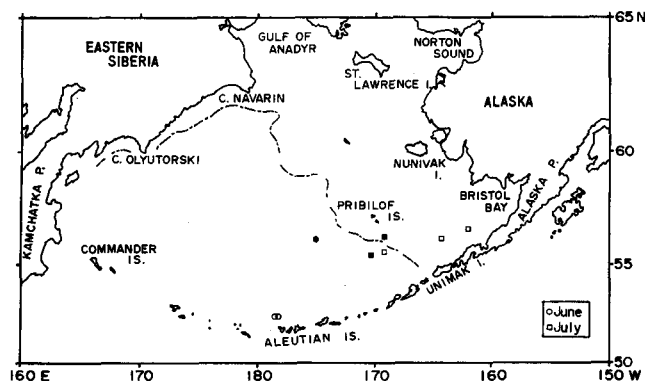 65 N
EASTERN
SIBERIA
GULF OF
ANADYR
NORTON
SOUND
ST.
LAWRENCE I.
C. NAVARIN
ALASKA
C. OLYUTORSKI
NUNIVAK
I.
60
KAMCHATKA P.
BRISTOL
BAY
ALASKA P.
PRIBILOF
IS.
COMMANDER
IS.
UNIMAK I.
55
June
July
ALEUTIAN IS.
160 E
170
180
170
160
150 W